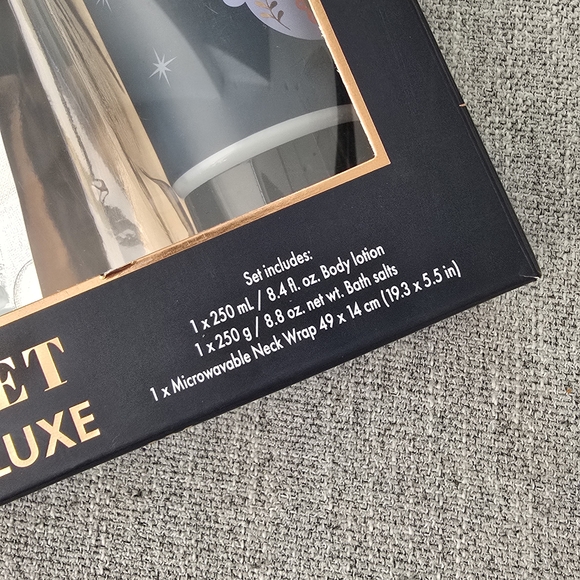 Set includes:
1 x 250 mL / 8.4 fl. oz. Body lotion
1 x 250 g / 8.8 oz. net wt. Bath salts
1 x Microwavable Neck Wrap 49 x 14 cm (19.3 x 5.5 in)
ET
LUXE